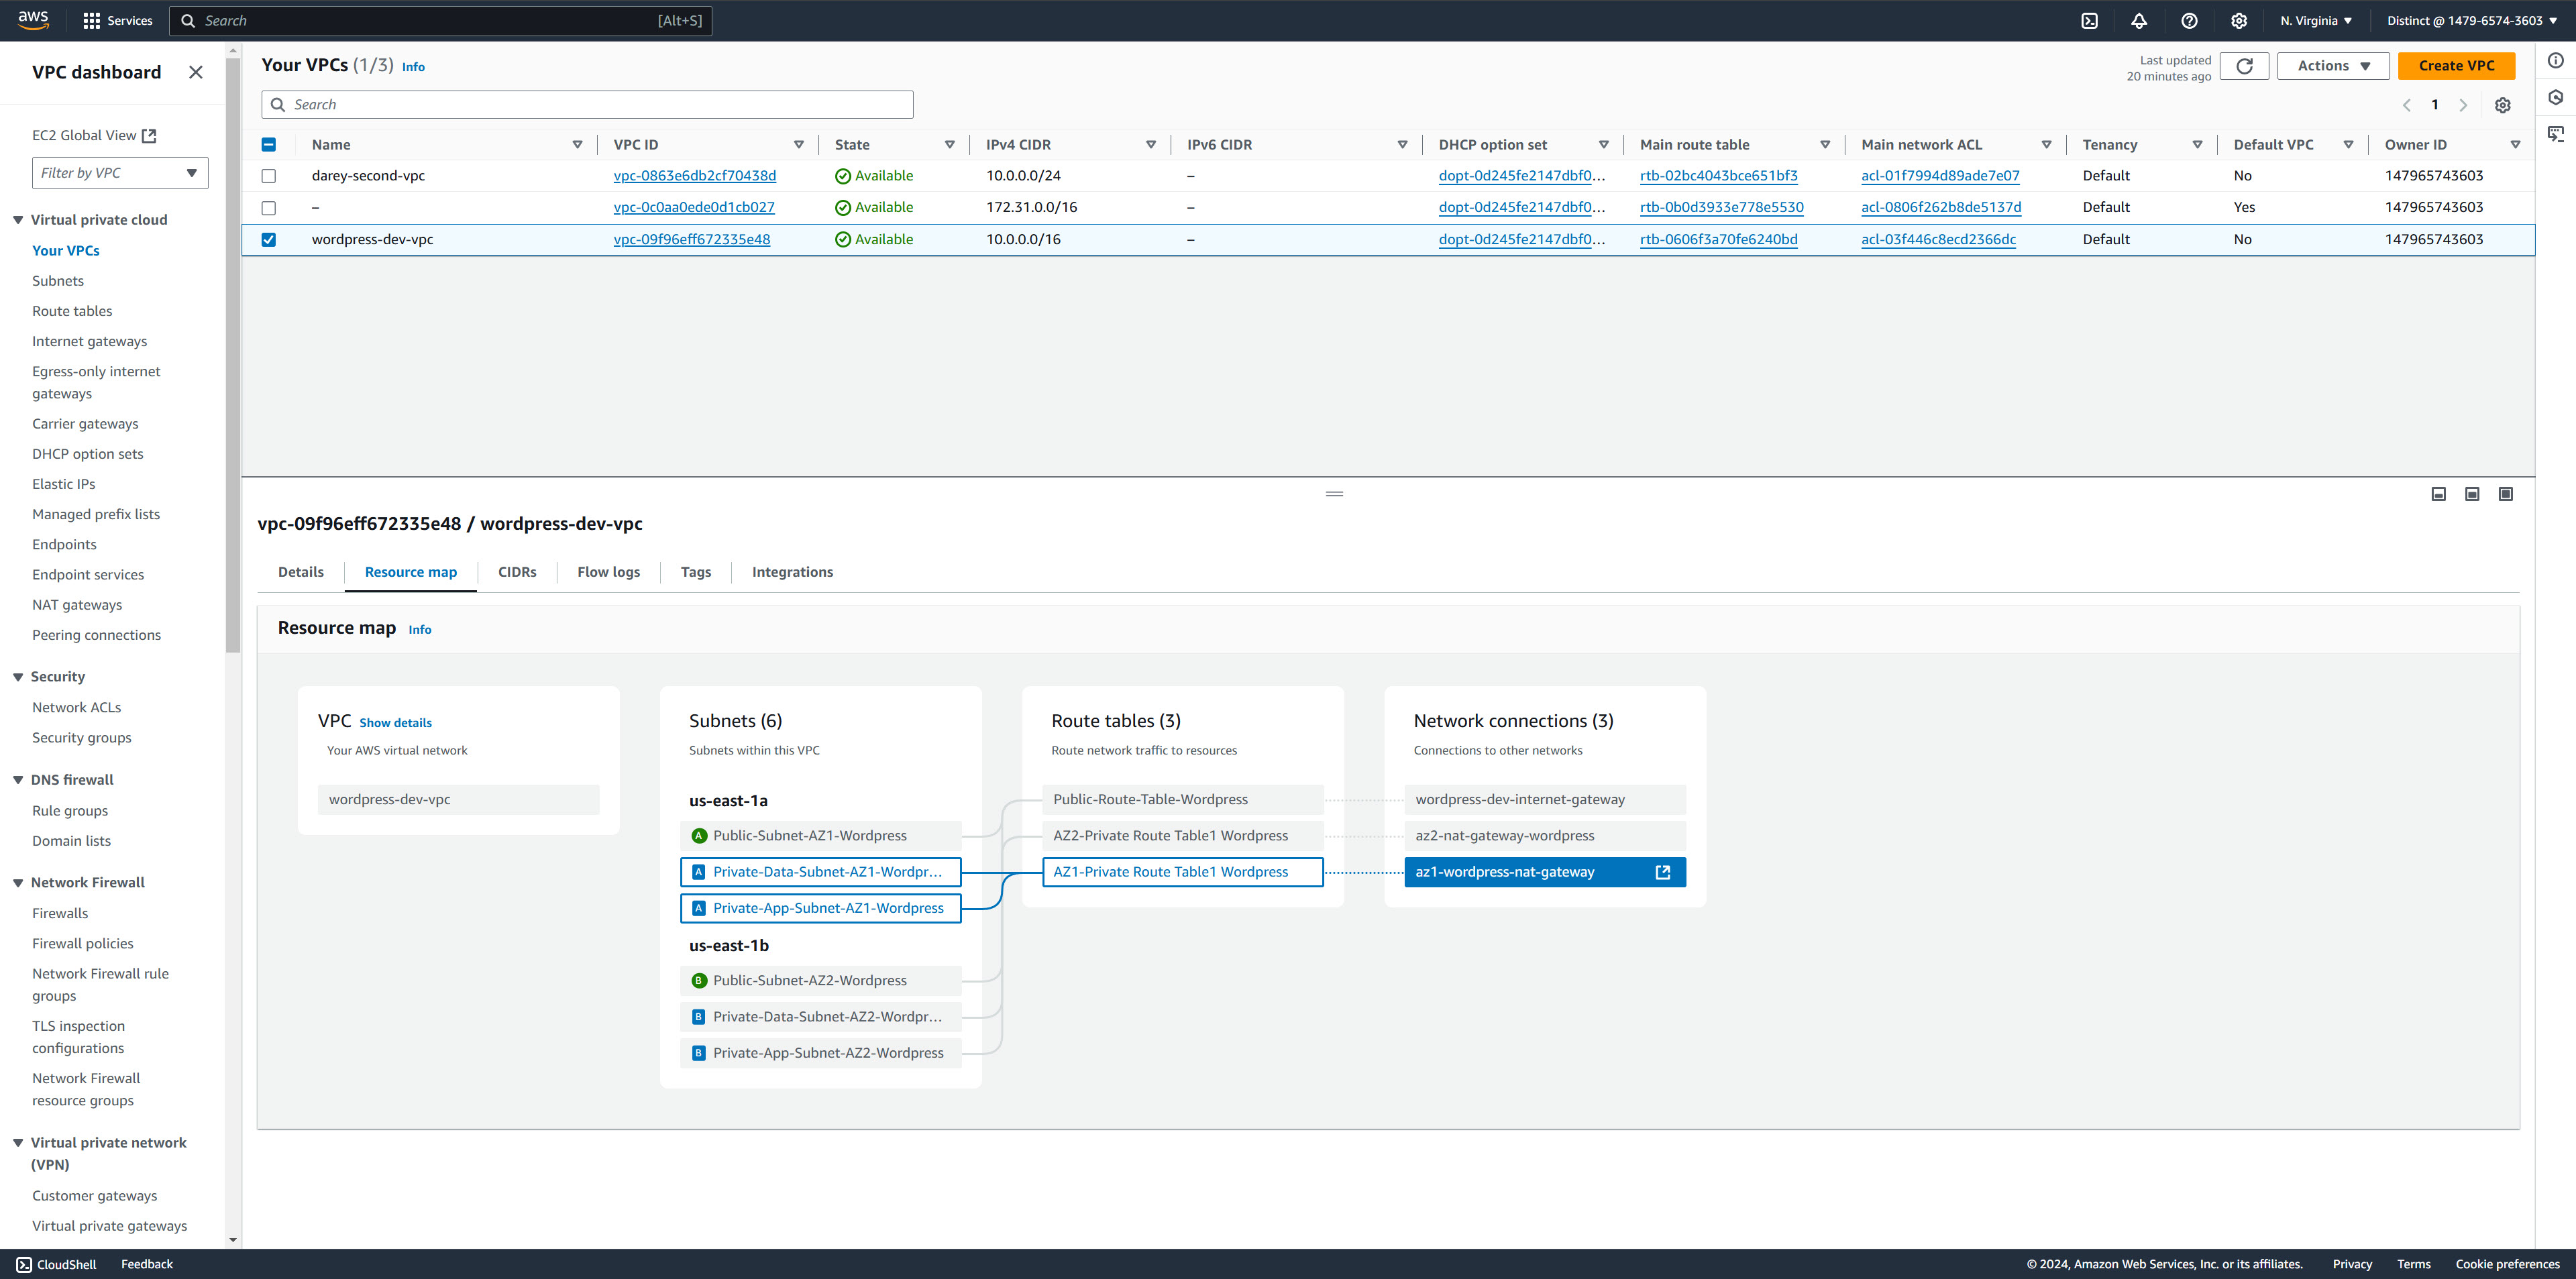 aws
Services
Search
[Alt+S]
N. Virginia
Distinct @ 1479-6574-3603
VPC dashboard
EC2 Global View
Filter by VPC
Virtual private cloud
Your VPCs
Subnets
Route tables
Internet gateways
Egress-only internet
gateways
Carrier gateways
DHCP option sets
Elastic IPs
Managed prefix lists
Endpoints
Endpoint services
NAT gateways
Peering connections
Security
Network ACLs
Security groups
DNS firewall
Rule groups
Domain lists
Network Firewall
Firewalls
Firewall policies
Network Firewall rule
groups
TLS inspection
configurations
Network Firewall
resource groups
Virtual private network
(VPN)
Customer gateways
Virtual private gateways
Your VPCs (1/3) Info
Last updated
20 minutes ago
Actions
Create VPC
Search
1
Name VPC ID State IPv4 CIDR IPv6 CIDR DHCP option set Main route table Main network ACL Tenancy Default VPC Owner ID
darey-second-vpc vpc-0863e6db2cf70438d Available 10.0.0.0/24 – dopt-0d245fe2147dbf0... rtb-02bc4043bce651bf3 acl-01f7994d89ade7e07 Default No 147965743603
– vpc-0c0aa0ede0d1cb027 Available 172.31.0.0/16 – dopt-0d245fe2147dbf0... rtb-0b0d3933e778e5530 acl-0806f262b8de5137d Default Yes 147965743603
wordpress-dev-vpc vpc-09f96eff672335e48 Available 10.0.0.0/16 – dopt-0d245fe2147dbf0... rtb-0606f3a70fe6240bd acl-03f446c8ecd2366dc Default No 147965743603
vpc-09f96eff672335e48 / wordpress-dev-vpc
Details Resource map CIDRs Flow logs Tags Integrations
Resource map Info
VPC Show details
Your AWS virtual network
wordpress-dev-vpc
Subnets (6)
Subnets within this VPC
us-east-1a
A Public-Subnet-AZ1-Wordpress
A Private-Data-Subnet-AZ1-Wordpr...
A Private-App-Subnet-AZ1-Wordpress
us-east-1b
B Public-Subnet-AZ2-Wordpress
B Private-Data-Subnet-AZ2-Wordpr...
B Private-App-Subnet-AZ2-Wordpress
Route tables (3)
Route network traffic to resources
Public-Route-Table-Wordpress
AZ2-Private Route Table1 Wordpress
AZ1-Private Route Table1 Wordpress
Network connections (3)
Connections to other networks
wordpress-dev-internet-gateway
az2-nat-gateway-wordpress
az1-wordpress-nat-gateway
CloudShell
Feedback
© 2024, Amazon Web Services, Inc. or its affiliates.
Privacy
Terms
Cookie preferences